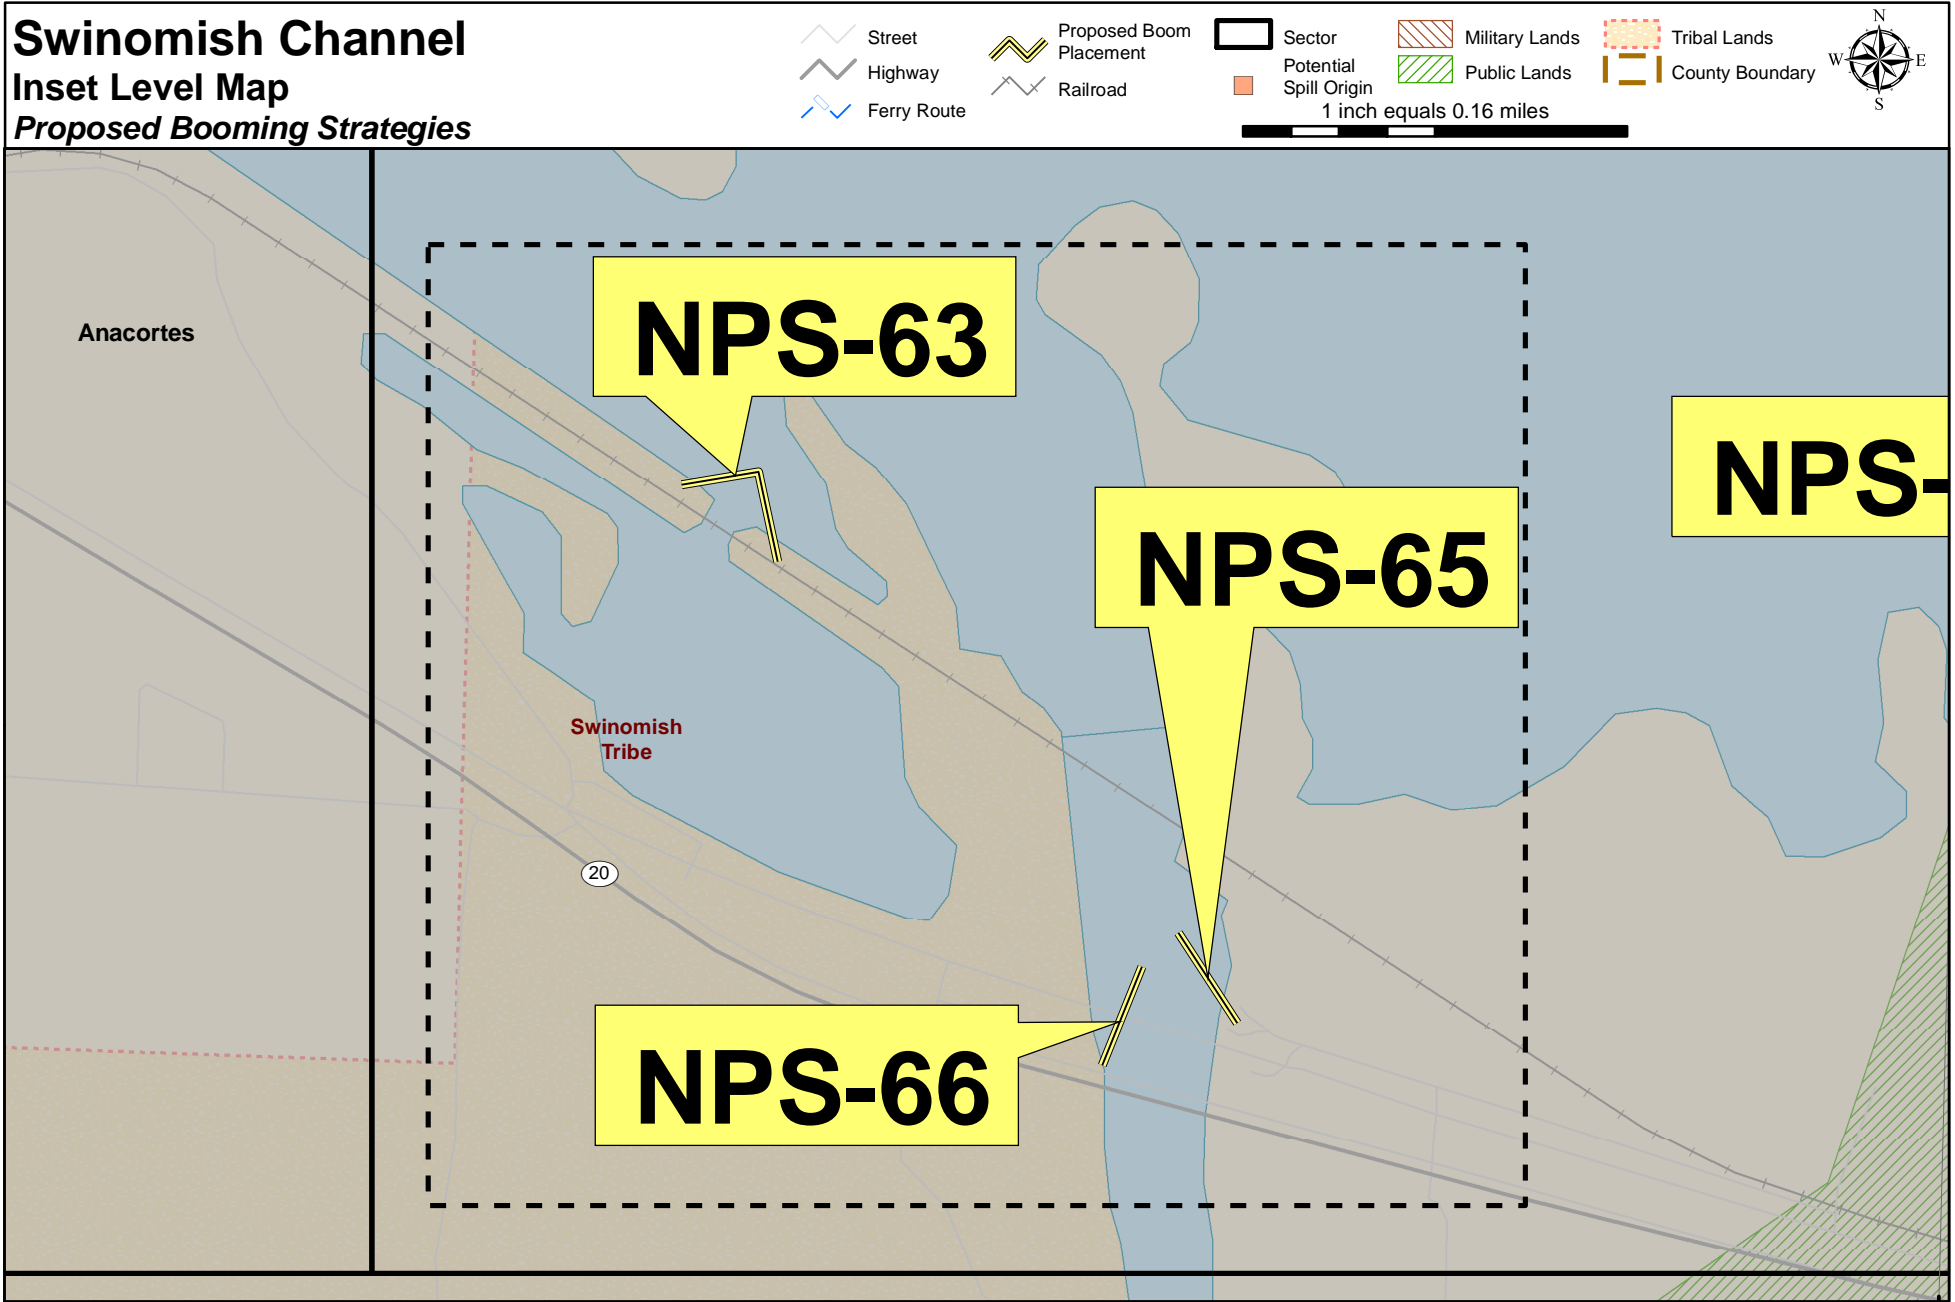 Swinomish Channel
Inset Level Map
Proposed Booming Strategies
Street
Highway
Ferry Route
Proposed Boom
Placement
Railroad
Sector
Potential
Spill Origin
Military Lands
Public Lands
Tribal Lands
County Boundary
1 inch equals 0.16 miles
N
W
E
S
Anacortes
NPS-63
NPS-
NPS-65
Swinomish
Tribe
20
NPS-66